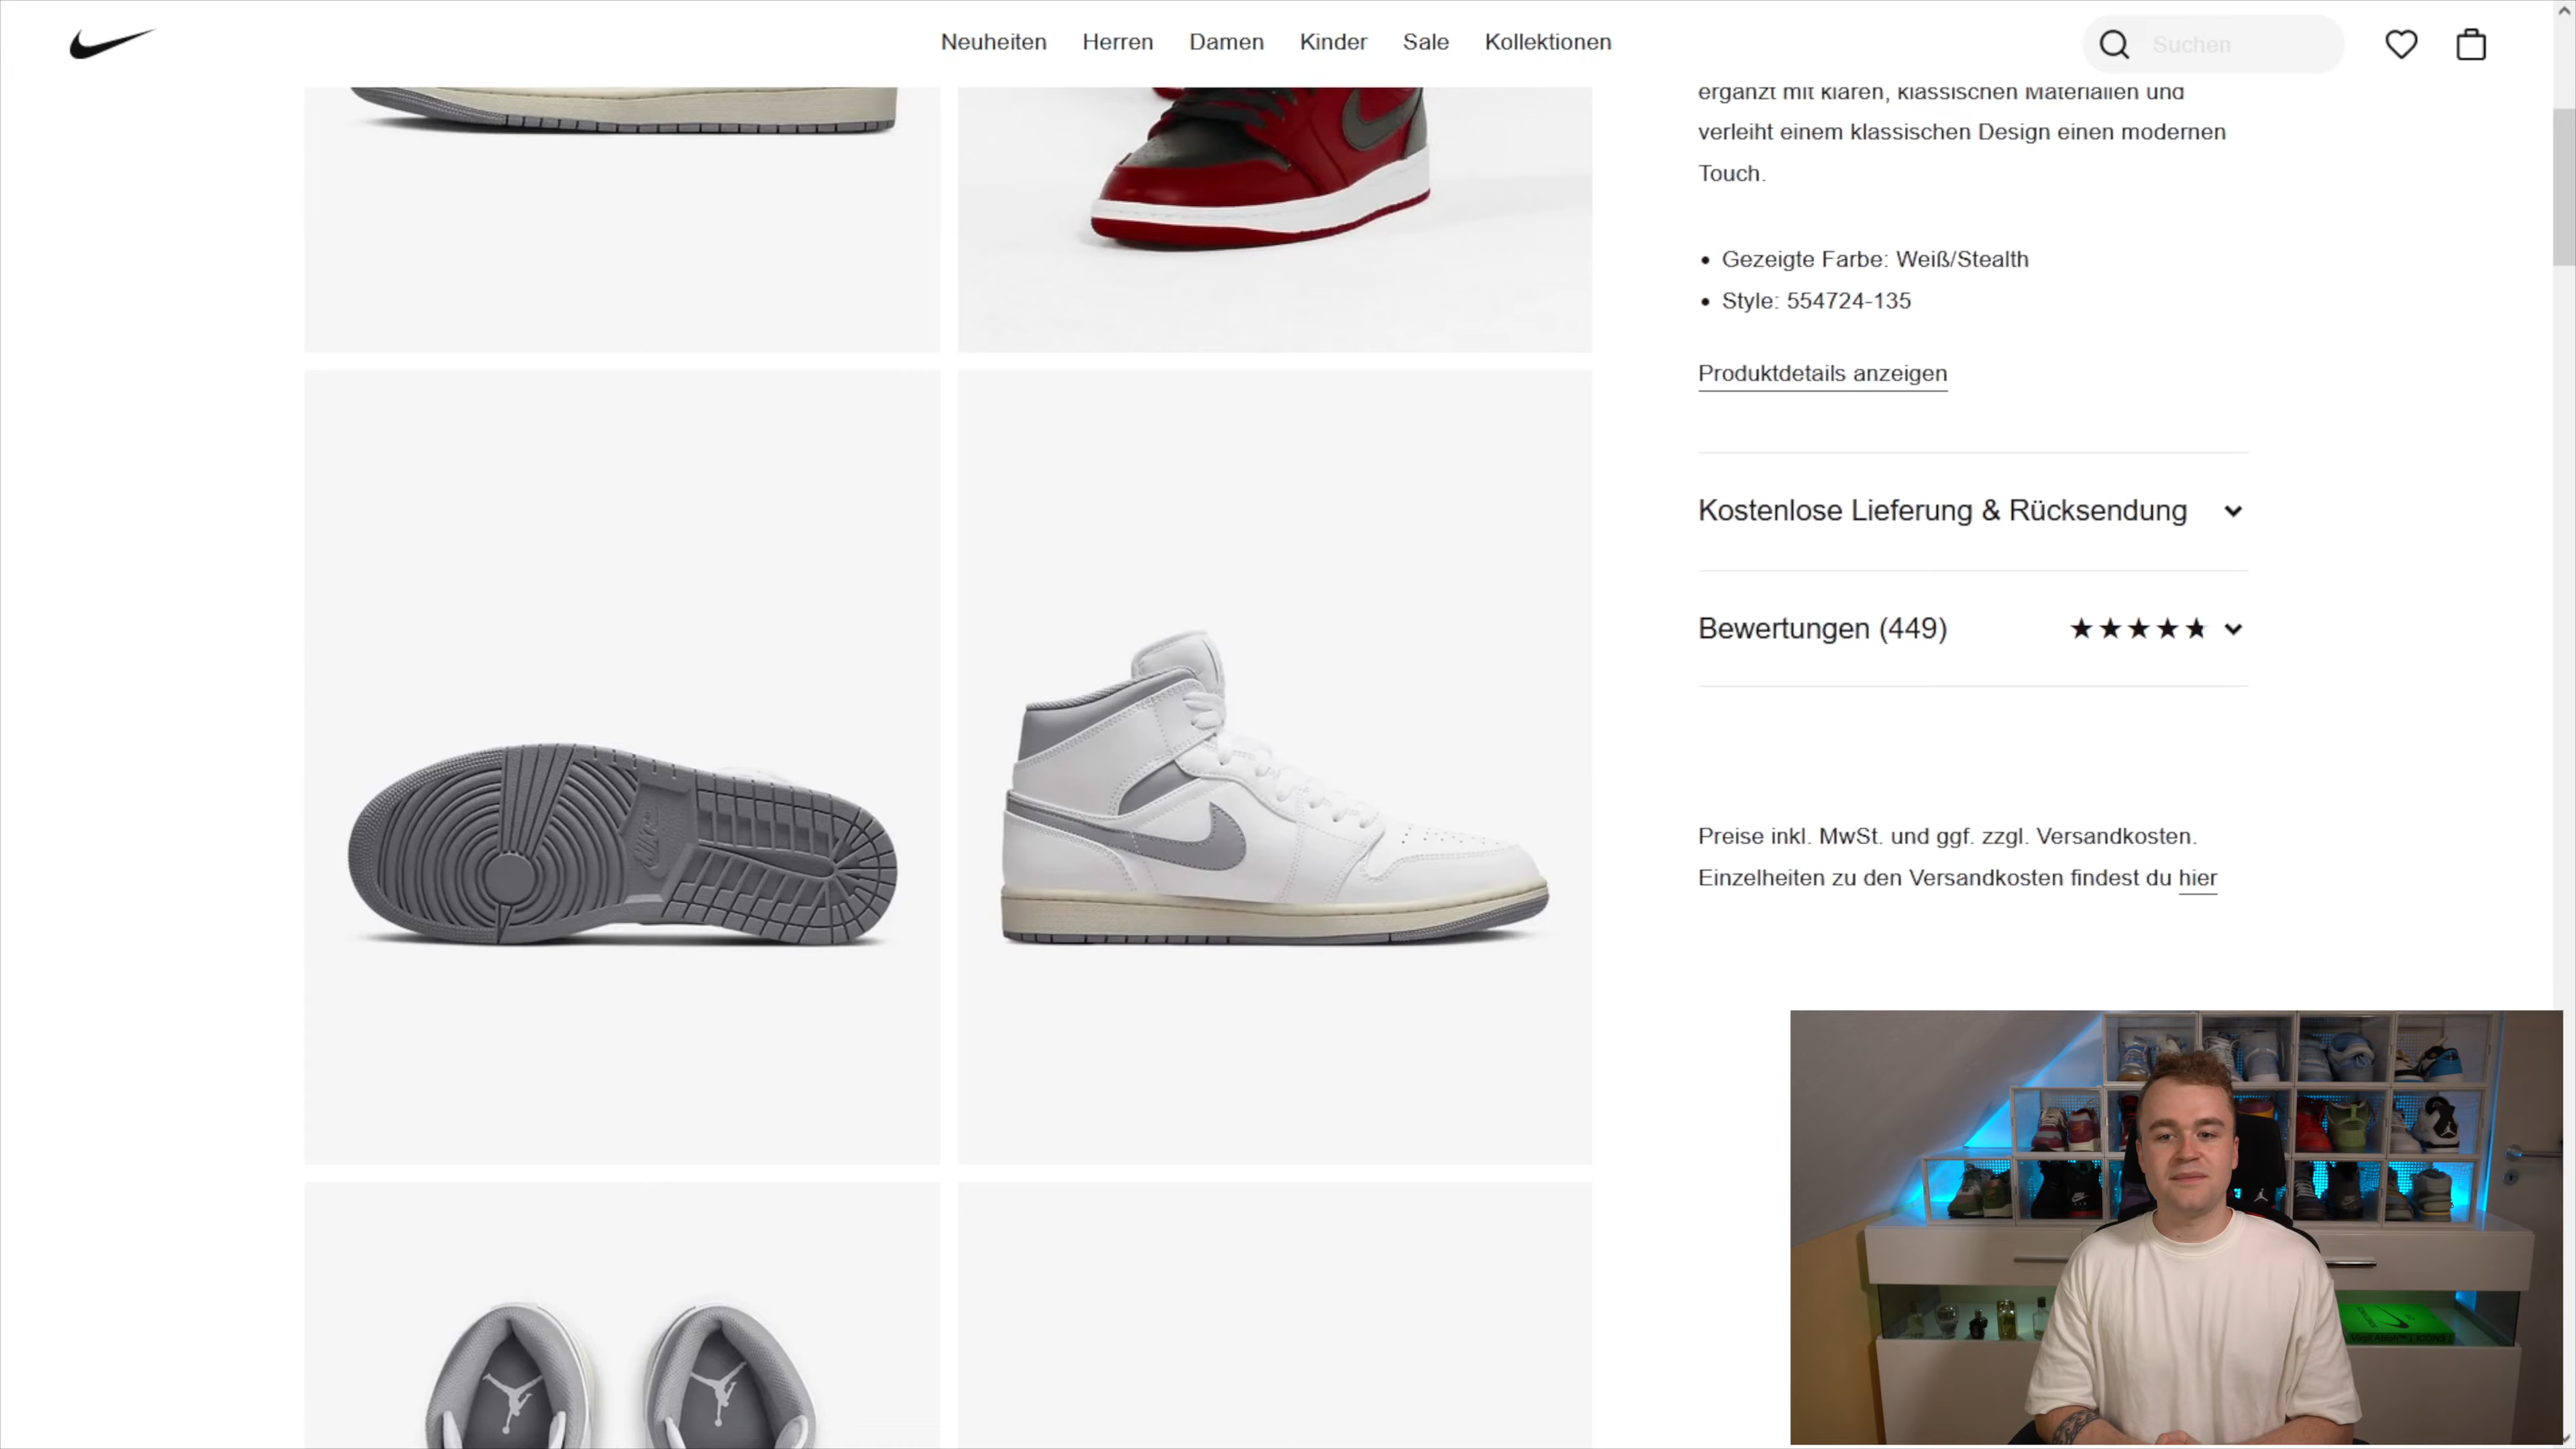 Neuheiten Herren Damen Kinder Sale Kollektionen
Suchen
ergänzt mit klaren, klassischen Materialien und
verleiht einem klassischen Design einen modernen
Touch.
Gezeigte Farbe: Weiß/Stealth
Style: 554724-135
Produktdetails anzeigen
Kostenlose Lieferung & Rücksendung
Bewertungen (449)
Preise inkl. MwSt. und ggf. zzgl. Versandkosten.
Einzelheiten zu den Versandkosten findest du hier